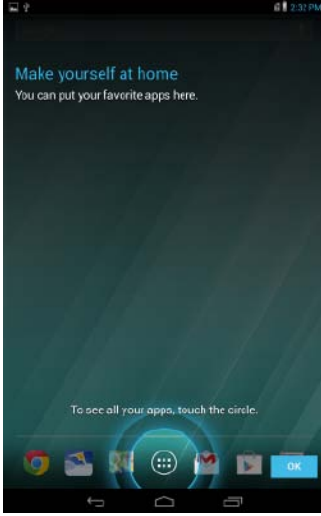 2:32 PM
Make yourself at home
You can put your favorite apps here.
To see all your apps, touch the circle.
OK